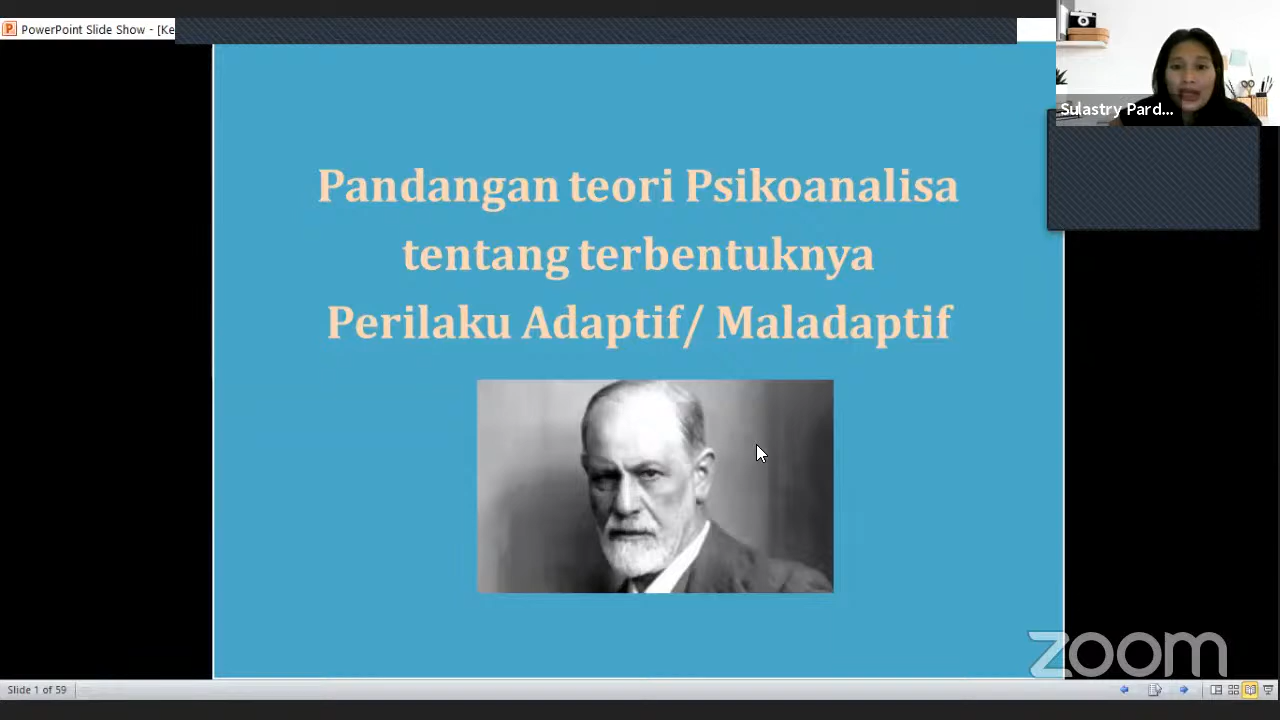 PowerPoint Slide Show - [Ke
Sulastry Pard...
Pandangan teori Psikoanalisa
tentang terbentuknya
Perilaku Adaptif/ Maladaptif
zoom
Slide 1 of 59